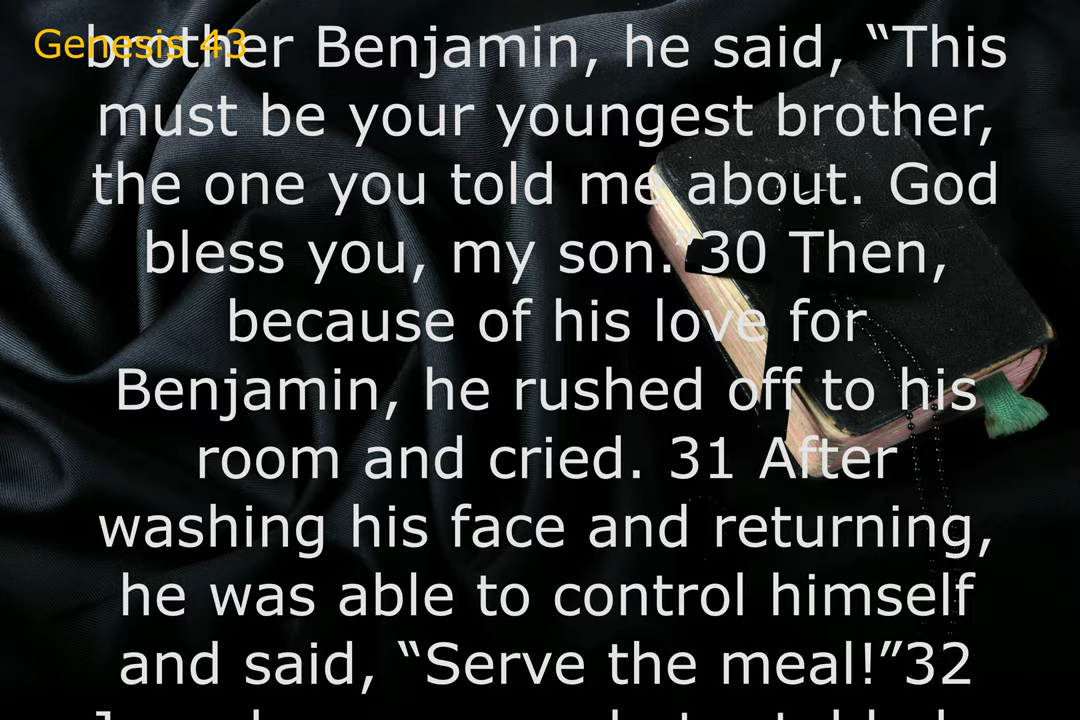 Genesis 43
brother Benjamin, he said, “This
must be your youngest brother,
the one you told me about. God
bless you, my son.”30 Then,
because of his love for
Benjamin, he rushed off to his
room and cried. 31 After
washing his face and returning,
he was able to control himself
and said, “Serve the meal!”32